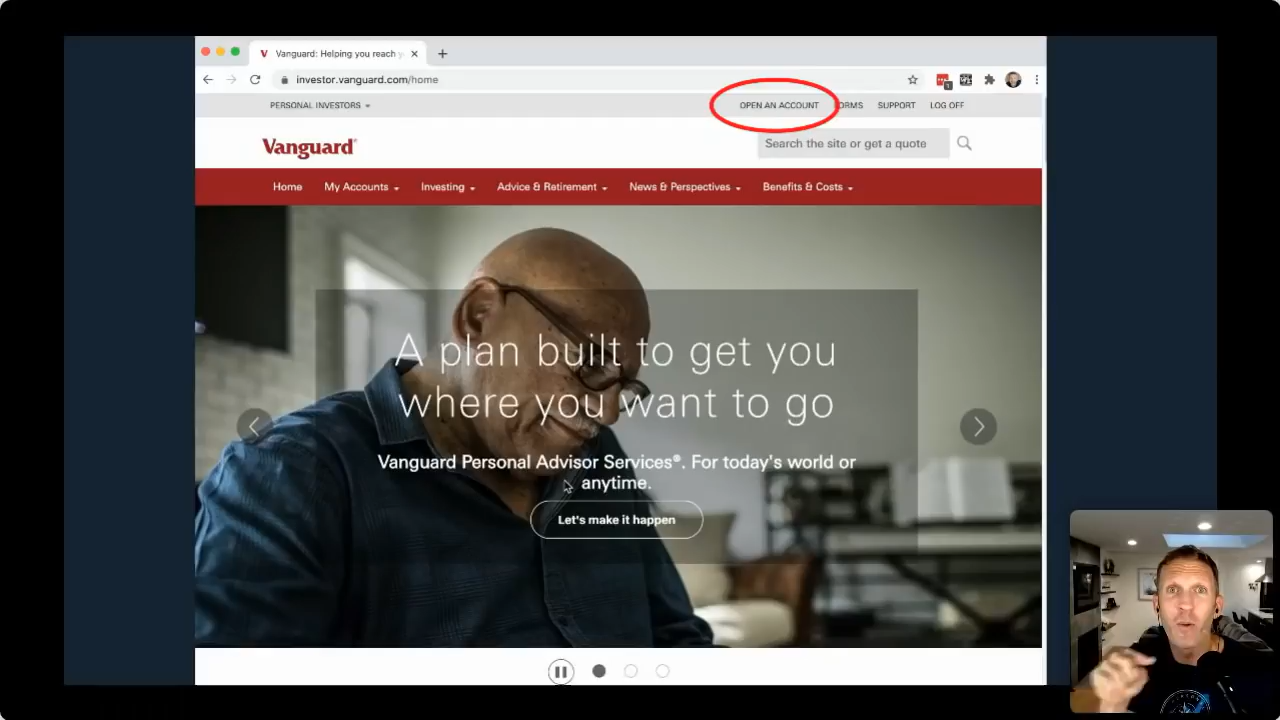 Vanguard: Helping you reach y
investor.vanguard.com/home
1
PERSONAL INVESTORS
OPEN AN ACCOUNT
ORMS
SUPPORT
LOG OFF
Vanguard®
Search the site or get a quote
Home
My Accounts
Investing
Advice & Retirement
News & Perspectives
Benefits & Costs
A plan built to get you
where you want to go
Vanguard Personal Advisor Services®. For today's world or
anytime.
Let's make it happen